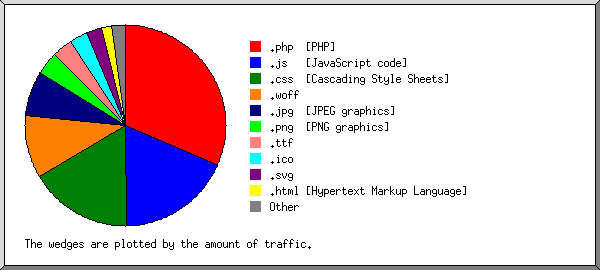 .php [PHP]
.js [JavaScript code]
.css [Cascading Style Sheets]
.woff
.jpg [JPEG graphics]
.png [PNG graphics]
.ttf
.ico
.svg
.html [Hypertext Markup Language]
Other
The wedges are plotted by the amount of traffic.